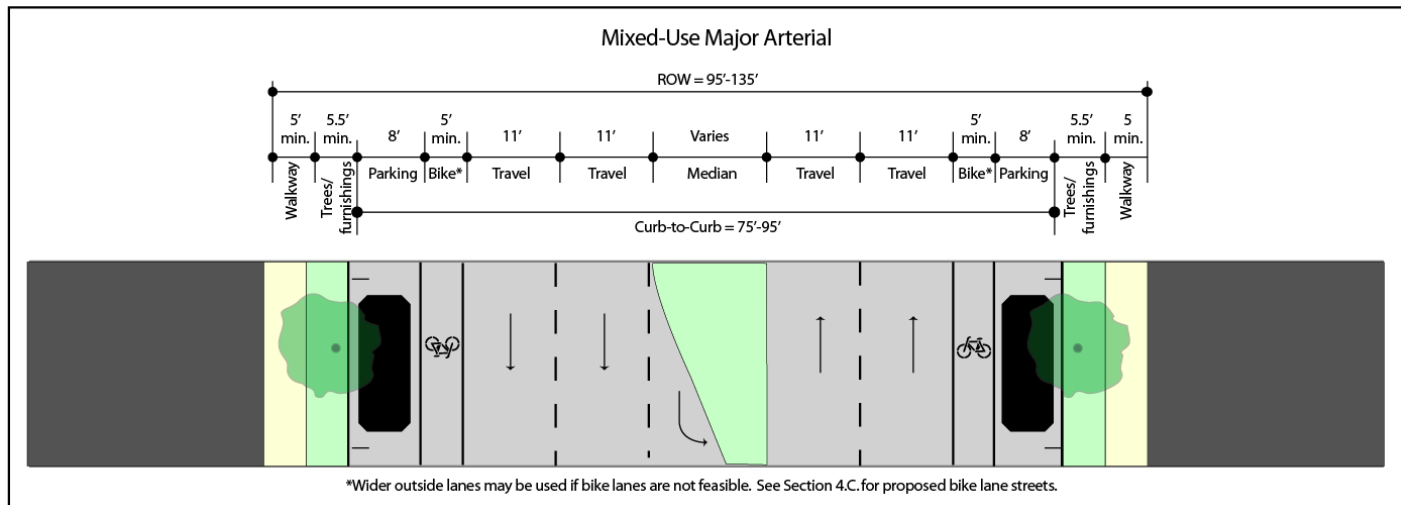 Mixed-Use Major Arterial
ROW = 95'-135'
5' 5.5' 5' 5' 5.5' 5
min. min. 8' min. 11' 11' Varies 11' 11' min. 8' min. min.
Walkway Trees/ furnishings Parking Bike* Travel Travel Median Travel Travel Bike* Parking Trees/ furnishings Walkway
Curb-to-Curb = 75'-95'
*Wider outside lanes may be used if bike lanes are not feasible. See Section 4.C. for proposed bike lane streets.